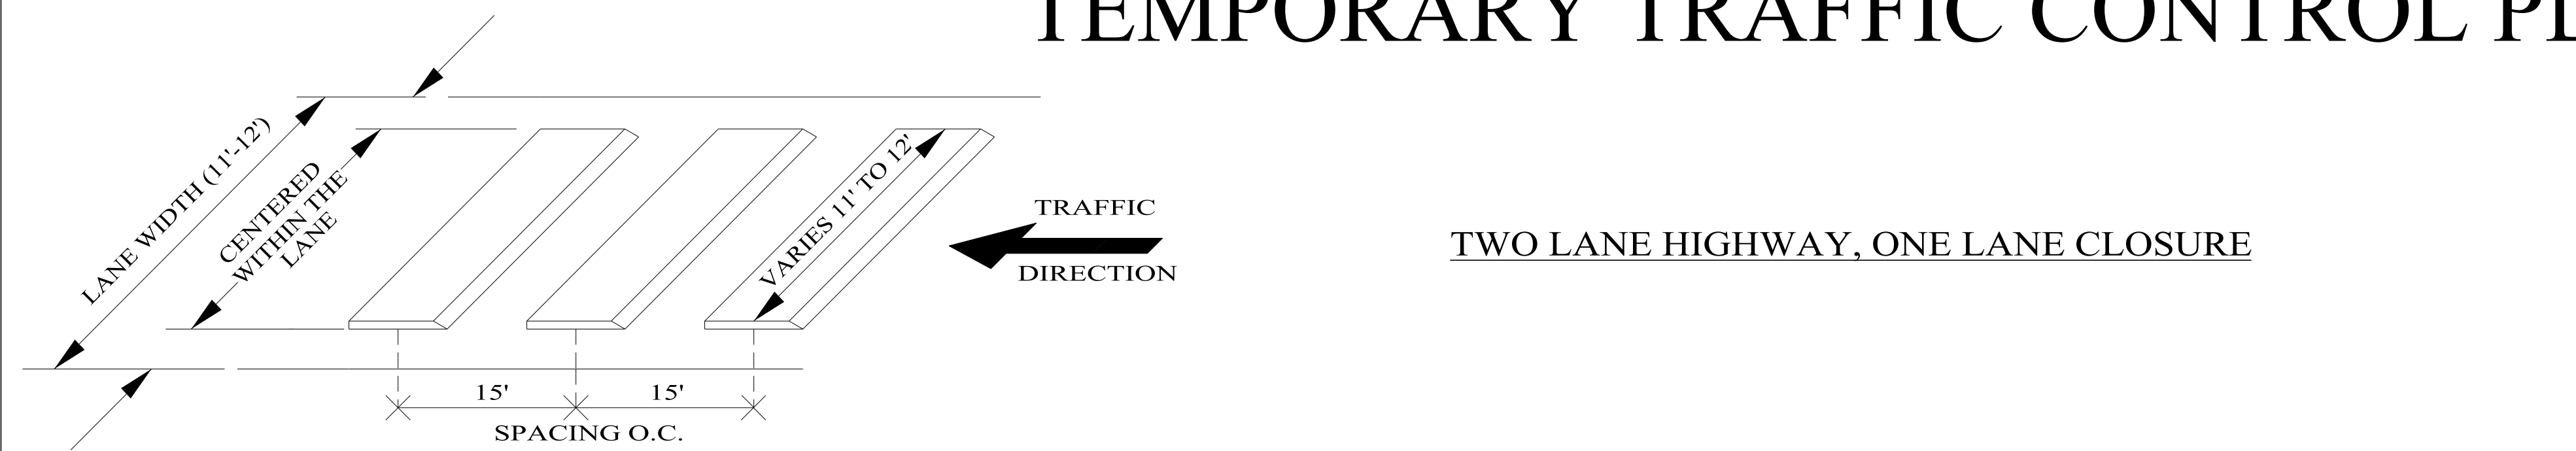 TEMPORARY TRAFFIC CONTROL
LANE WIDTH (11'-12')
CENTERED
WITHIN THE
LANE
VARIES 11' TO 12'
TRAFFIC
DIRECTION
TWO LANE HIGHWAY, ONE LANE CLOSURE
15'
15'
SPACING O.C.